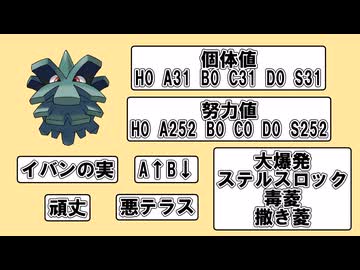 個体値
H0 A31 B0 C31 D0 S31
努力値
H0 A252 B0 C0 D0 S252
イバンの実
A↑B↓
頑丈
悪テラス
大爆発
ステルスロック
毒菱
撒き菱